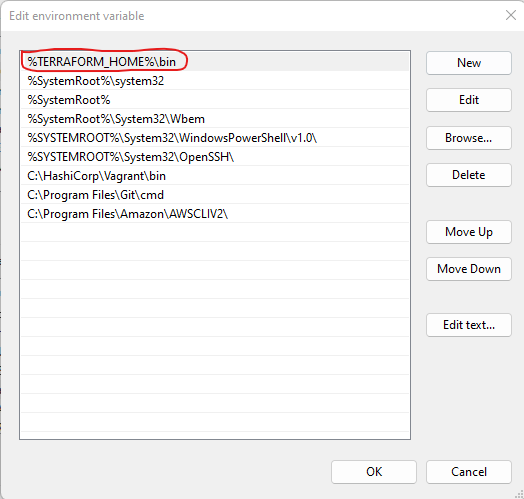 Edit environment variable
%TERRAFORM_HOME%\bin
%SystemRoot%\system32
%SystemRoot%
%SystemRoot%\System32\Wbem
%SYSTEMROOT%\System32\WindowsPowerShell\v1.0\
%SYSTEMROOT%\System32\OpenSSH\
C:\HashiCorp\Vagrant\bin
C:\Program Files\Git\cmd
C:\Program Files\Amazon\AWSCLIV2\
New
Edit
Browse...
Delete
Move Up
Move Down
Edit text...
OK
Cancel